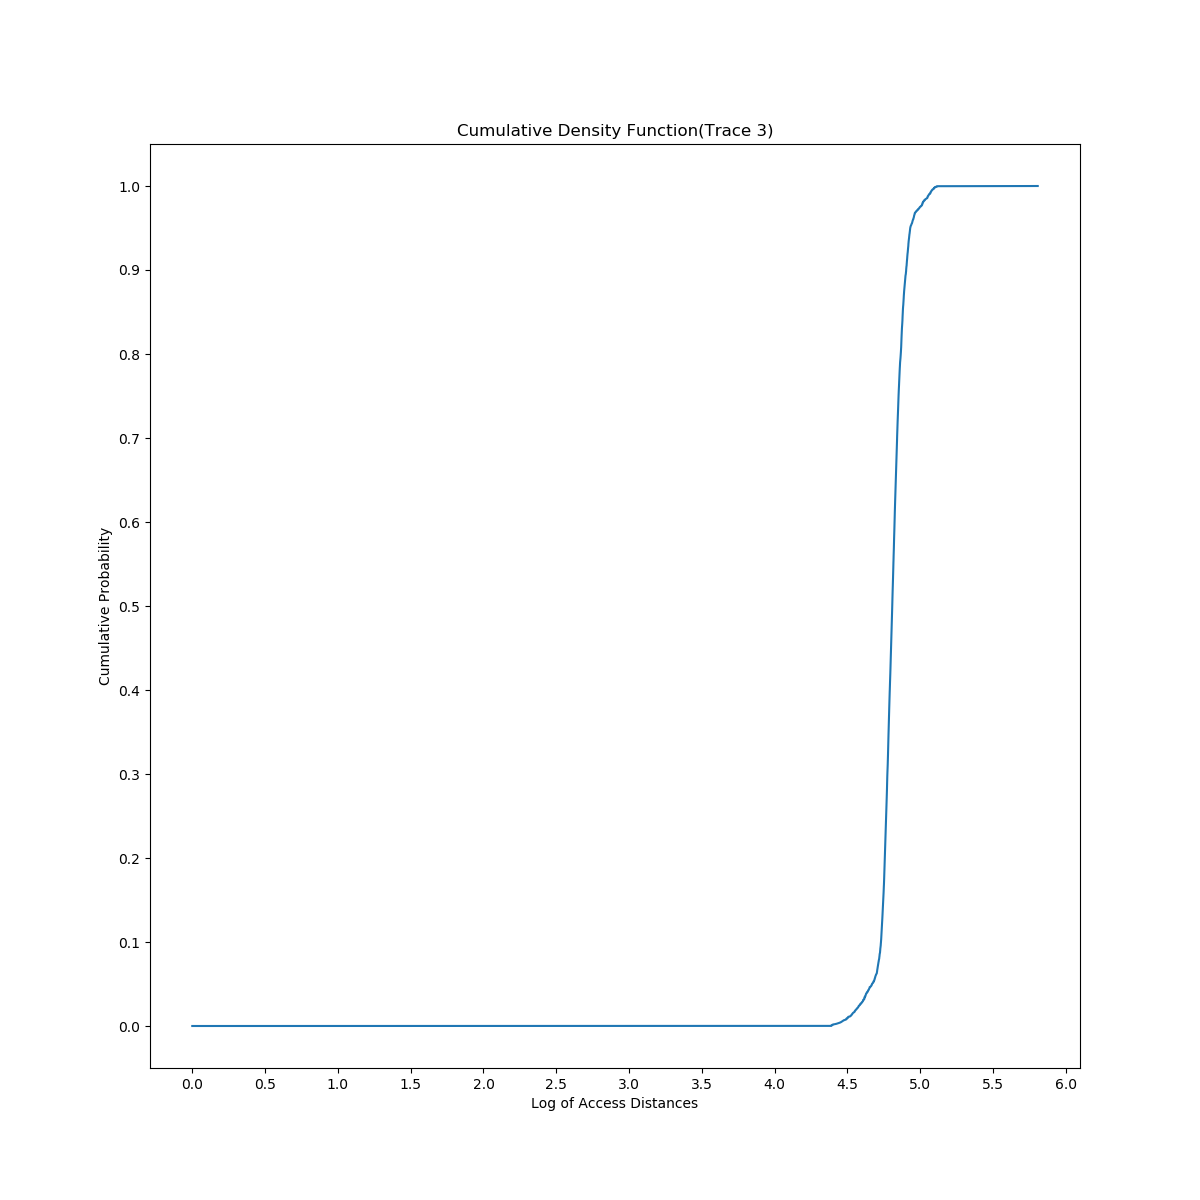 Cumulative Density Function(Trace 3)
1.0
0.9
0.8
0.7
0.6
0.5
0.4
0.3
0.2
0.1
0.0
Cumulative Probability
0.0 0.5 1.0 1.5 2.0 2.5 3.0 3.5 4.0 4.5 5.0 5.5 6.0
Log of Access Distances